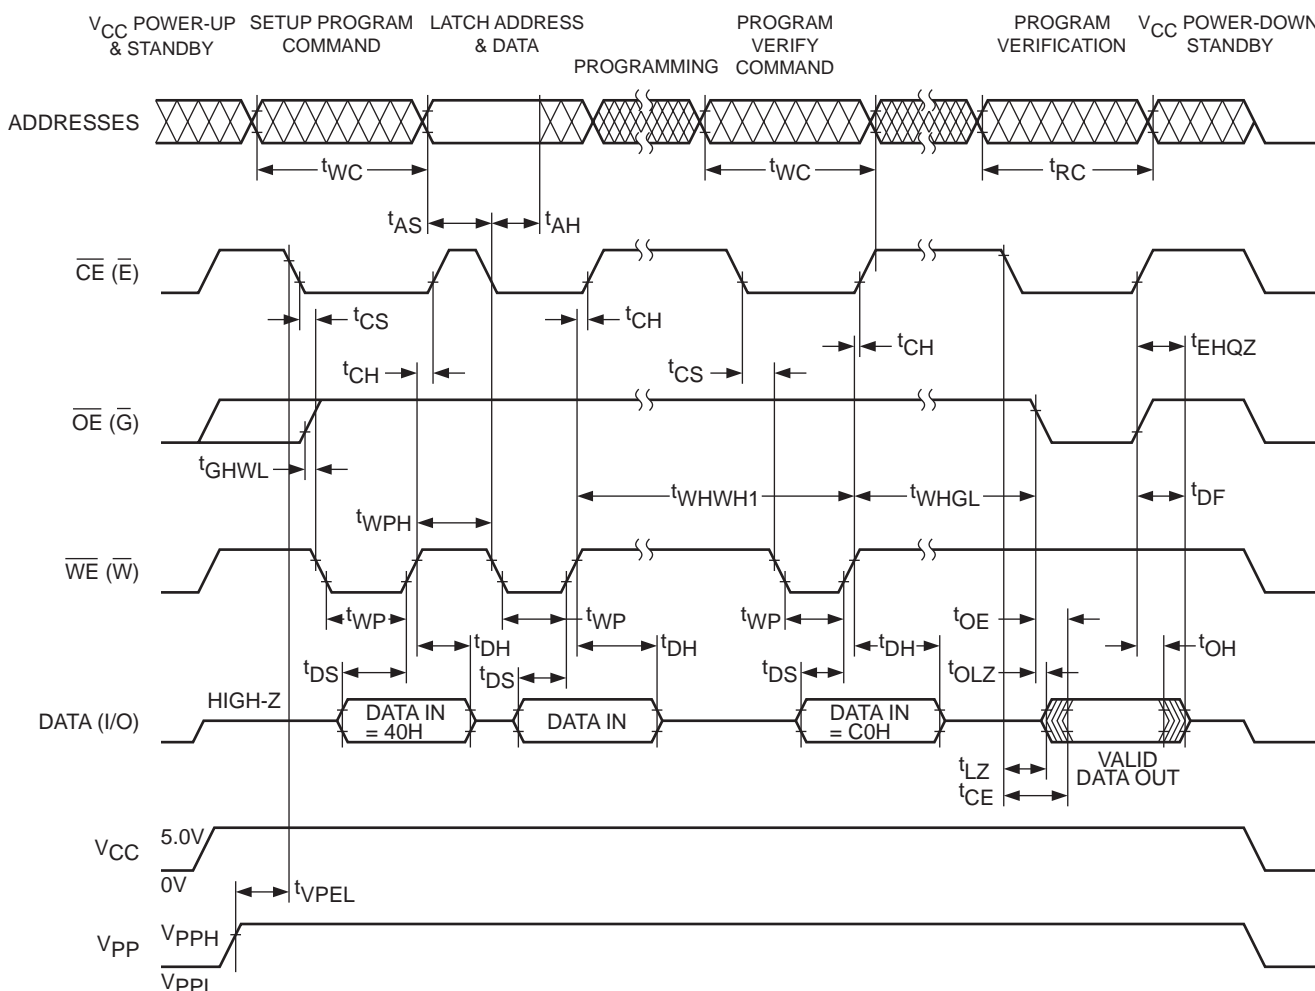 VCC POWER-UP & STANDBY
SETUP PROGRAM COMMAND
LATCH ADDRESS & DATA
PROGRAMMING
PROGRAM VERIFY COMMAND
PROGRAM VERIFICATION
VCC POWER-DOWN STANDBY
ADDRESSES
tWC
tWC
tRC
tAS
tAH
CE (E)
tCS
tCH
tCH
tEHQZ
tCH
tCS
OE (G)
tGHWL
tWPH
tWHWH1
tWHGL
tDF
WE (W)
tWP
tWP
tWP
tOE
tDH
tDH
tDH
tOH
tDS
tDS
tDS
tOLZ
HIGH-Z
DATA (I/O)
DATA IN = 40H
DATA IN
DATA IN = C0H
VALID DATA OUT
tLZ
tCE
5.0V
VCC
0V
tVPEL
VPPH
VPP
VPPL